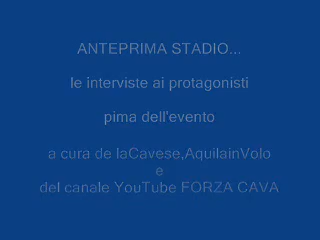 ANTEPRIMA STADIO...
le interviste ai protagonisti
pima dell'evento
a cura de laCavese,AquilainVolo
e
del canale YouTube FORZA CAVA